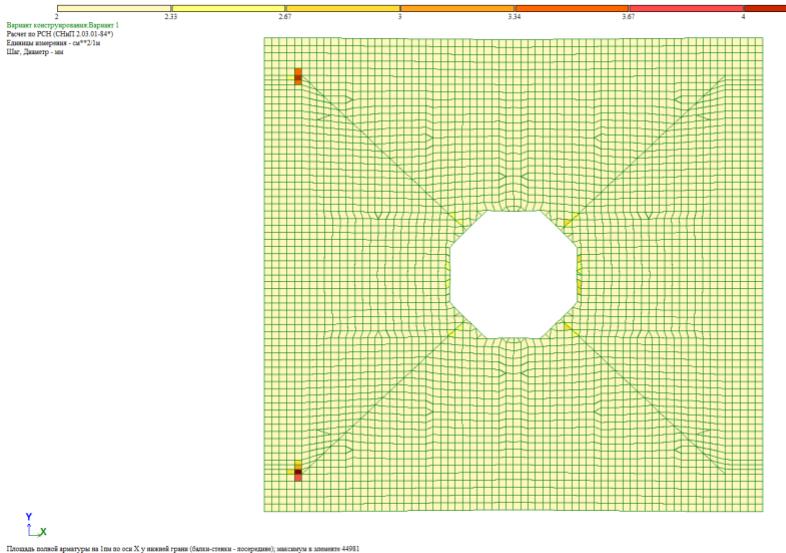 2 2.33 2.67 3 3.34 3.67 4
Вариант конструирования:Вариант 1
Расчет по РСН (СНиП 2.03.01-84*)
Единицы измерения - см**2/1м
Шаг, Диаметр - мм
Y
X
Площадь полной арматуры на 1пм по оси X у нижней грани (балки-стенки - посередине); максимум в элементе 44981